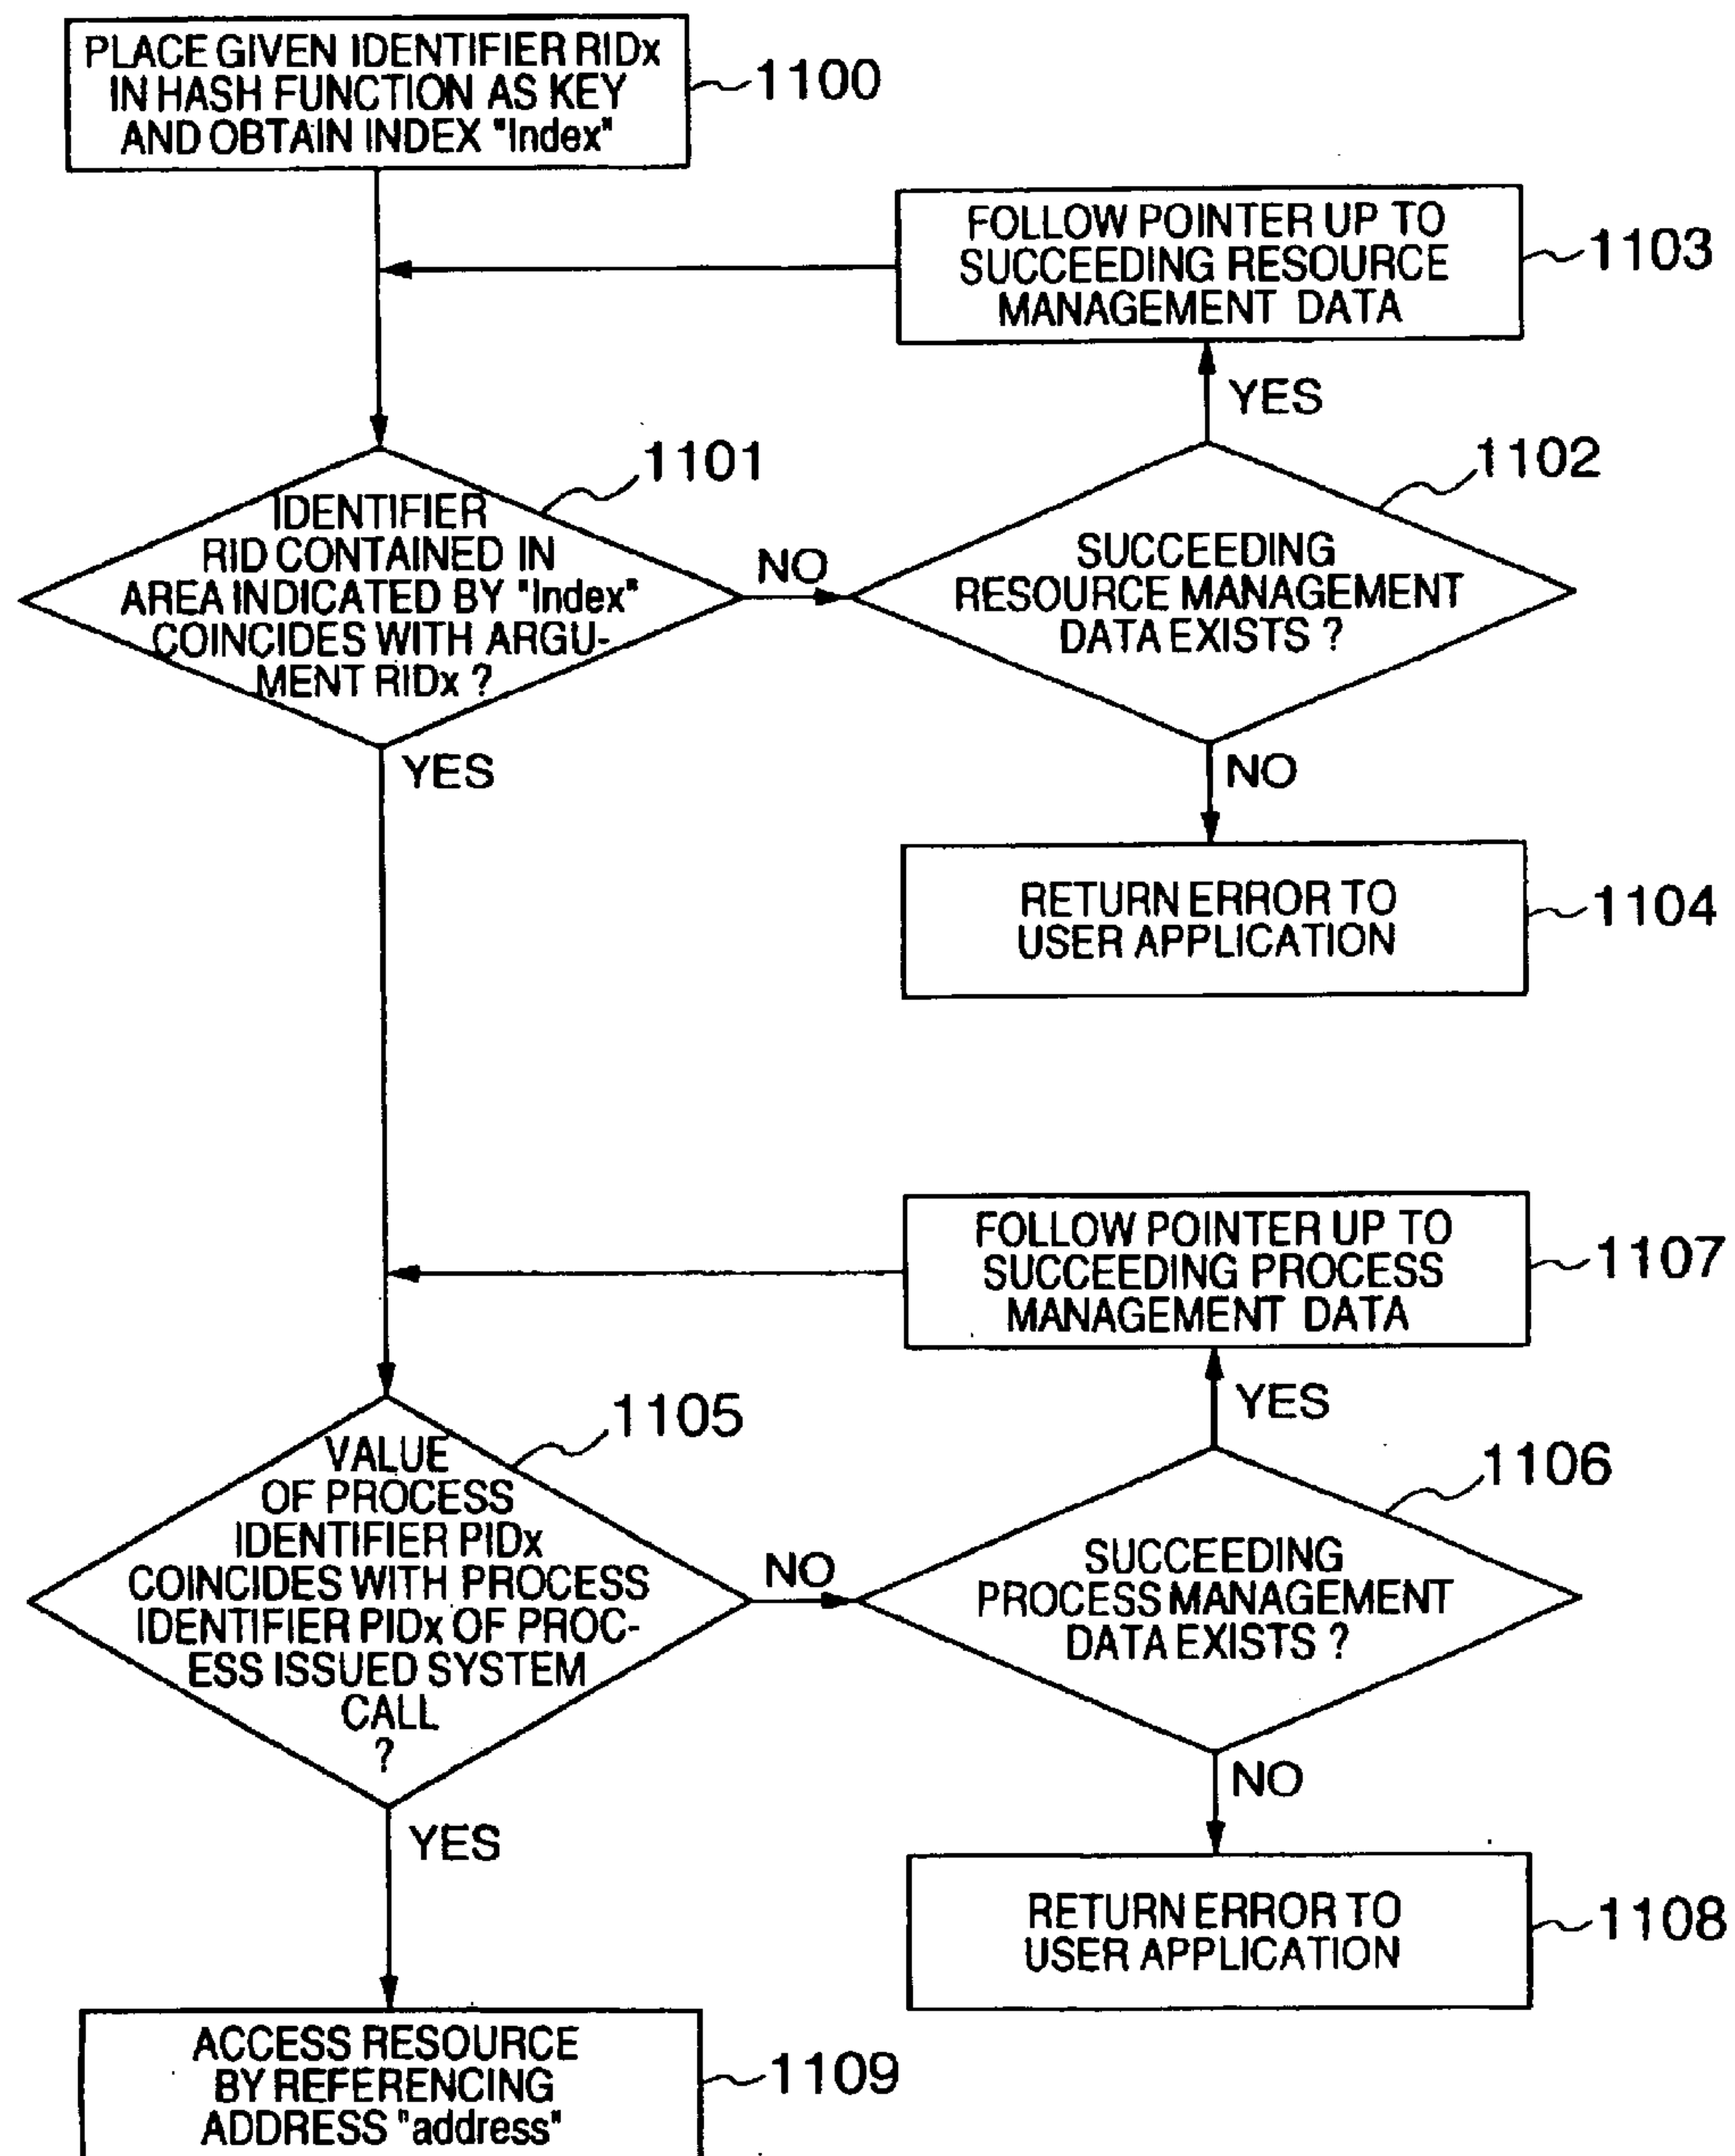 PLACE GIVEN IDENTIFIER RIDx
IN HASH FUNCTION AS KEY
AND OBTAIN INDEX "Index"
1100
FOLLOW POINTER UP TO
SUCCEEDING RESOURCE
MANAGEMENT DATA
1103
YES
1101
1102
IDENTIFIER
RID CONTAINED IN
AREA INDICATED BY "Index"
COINCIDES WITH ARGU-
MENT RIDx ?
NO
SUCCEEDING
RESOURCE MANAGEMENT
DATA EXISTS ?
YES
NO
RETURN ERROR TO
USER APPLICATION
1104
FOLLOW POINTER UP TO
SUCCEEDING PROCESS
MANAGEMENT DATA
1107
YES
1105
1106
VALUE
OF PROCESS
IDENTIFIER PIDx
COINCIDES WITH PROCESS
IDENTIFIER PIDx OF PROC-
ESS ISSUED SYSTEM
CALL
?
NO
SUCCEEDING
PROCESS MANAGEMENT
DATA EXISTS ?
YES
NO
RETURN ERROR TO
USER APPLICATION
1108
ACCESS RESOURCE
BY REFERENCING
ADDRESS "address"
1109